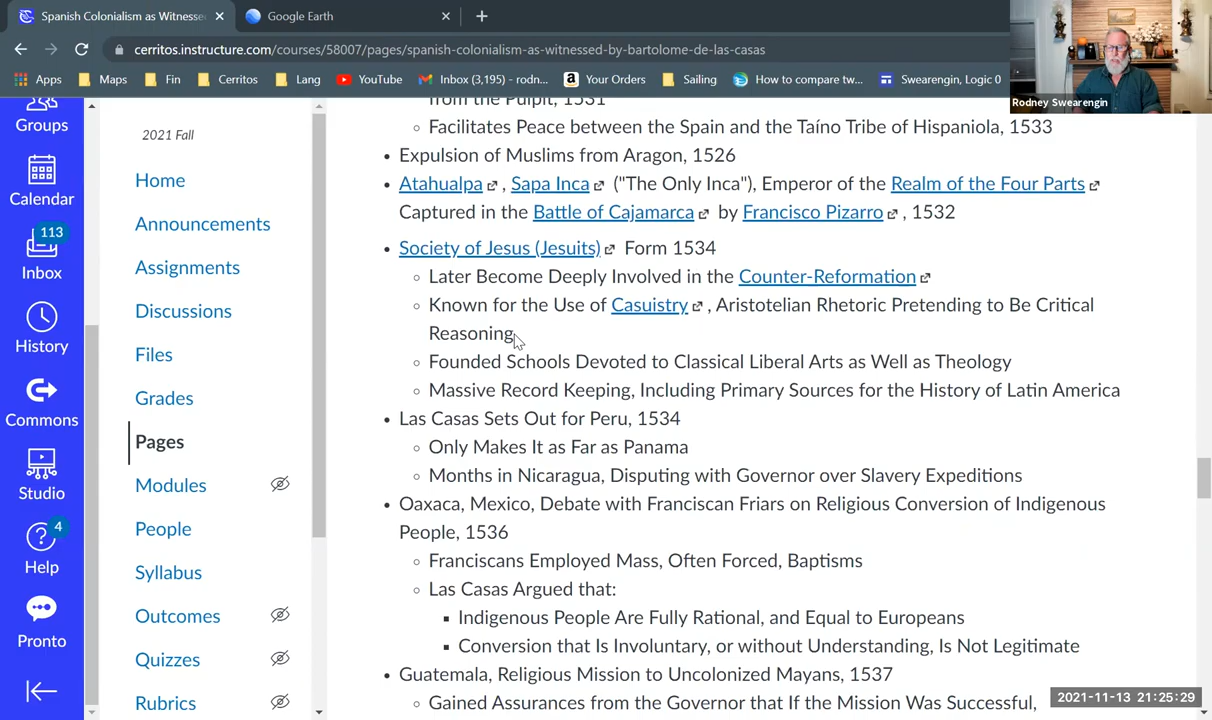 Spanish Colonialism as Witnesse
Google Earth
cerritos.instructure.com/courses/58007/pages/spanish-colonialism-as-witnessed-by-bartolome-de-las-casas
Apps
Maps
Fin
Cerritos
Lang
YouTube
Inbox (3,195) - rodn...
Your Orders
Sailing
How to compare tw...
Swearengin, Logic 0
Rodney Swearengin
Groups
Calendar
113
Inbox
History
Commons
Studio
4
Help
Pronto
2021 Fall
Home
Announcements
Assignments
Discussions
Files
Grades
Pages
Modules
People
Syllabus
Outcomes
Quizzes
Rubrics
from the Pulpit, 1531
Facilitates Peace between the Spain and the Taíno Tribe of Hispaniola, 1533
Expulsion of Muslims from Aragon, 1526
Atahualpa , Sapa Inca ("The Only Inca"), Emperor of the Realm of the Four Parts
Captured in the Battle of Cajamarca by Francisco Pizarro , 1532
Society of Jesus (Jesuits) Form 1534
Later Become Deeply Involved in the Counter-Reformation
Known for the Use of Casuistry , Aristotelian Rhetoric Pretending to Be Critical
Reasoning
Founded Schools Devoted to Classical Liberal Arts as Well as Theology
Massive Record Keeping, Including Primary Sources for the History of Latin America
Las Casas Sets Out for Peru, 1534
Only Makes It as Far as Panama
Months in Nicaragua, Disputing with Governor over Slavery Expeditions
Oaxaca, Mexico, Debate with Franciscan Friars on Religious Conversion of Indigenous
People, 1536
Franciscans Employed Mass, Often Forced, Baptisms
Las Casas Argued that:
Indigenous People Are Fully Rational, and Equal to Europeans
Conversion that Is Involuntary, or without Understanding, Is Not Legitimate
Guatemala, Religious Mission to Uncolonized Mayans, 1537
Gained Assurances from the Governor that If the Mission Was Successful,
2021-11-13 21:25:29